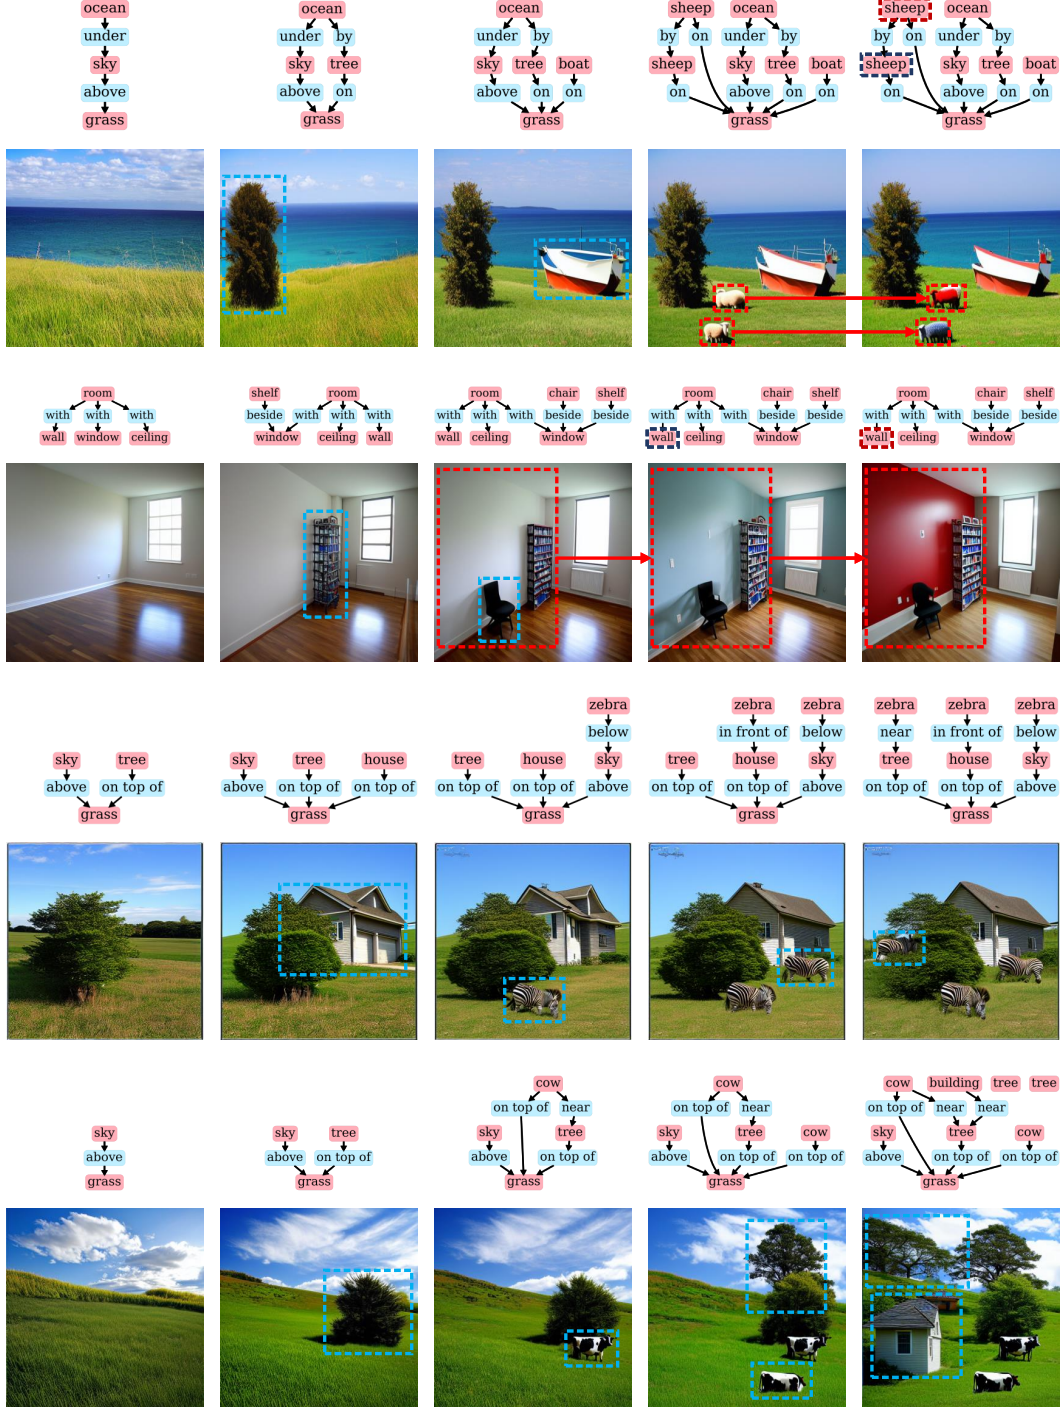 ocean
under
sky
above
grass
ocean
under by
sky tree
above on
grass
ocean
under by
sky tree boat
above on on
grass
sheep ocean
by on under by
sheep sky tree boat
on above on on
grass
sheep ocean
by on under by
sheep sky tree boat
on above on on
grass
room
with with with
wall window ceiling
shelf room
beside with with with
window ceiling wall
room chair shelf
with with with beside beside
wall ceiling window
room chair shelf
with with with beside beside
wall ceiling window
room chair shelf
with with with beside beside
wall ceiling window
sky tree
above on top of
grass
sky tree house
above on top of on top of
grass
zebra
below
tree house sky
on top of on top of above
grass
zebra zebra
in front of below
tree house sky
on top of on top of above
grass
zebra zebra zebra
near in front of below
tree house sky
on top of on top of above
grass
sky
above
grass
sky tree
above on top of
grass
cow
on top of near
sky tree
above on top of
grass
cow
on top of near
sky tree cow
above on top of on top of
grass
cow building tree tree
on top of near near
sky tree cow
above on top of on top of
grass